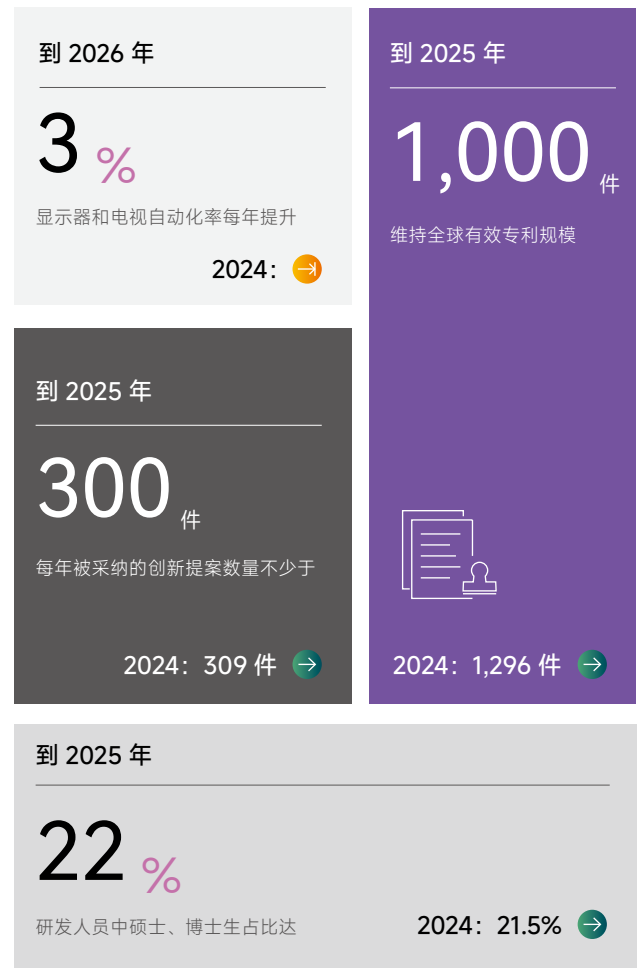 到 2026 年
3 %
显示器和电视自动化率每年提升
2024：
到 2025 年
1,000 件
维持全球有效专利规模
2024：1,296 件
到 2025 年
300 件
每年被采纳的创新提案数量不少于
2024：309 件
到 2025 年
22 %
研发人员中硕士、博士生占比达
2024：21.5%